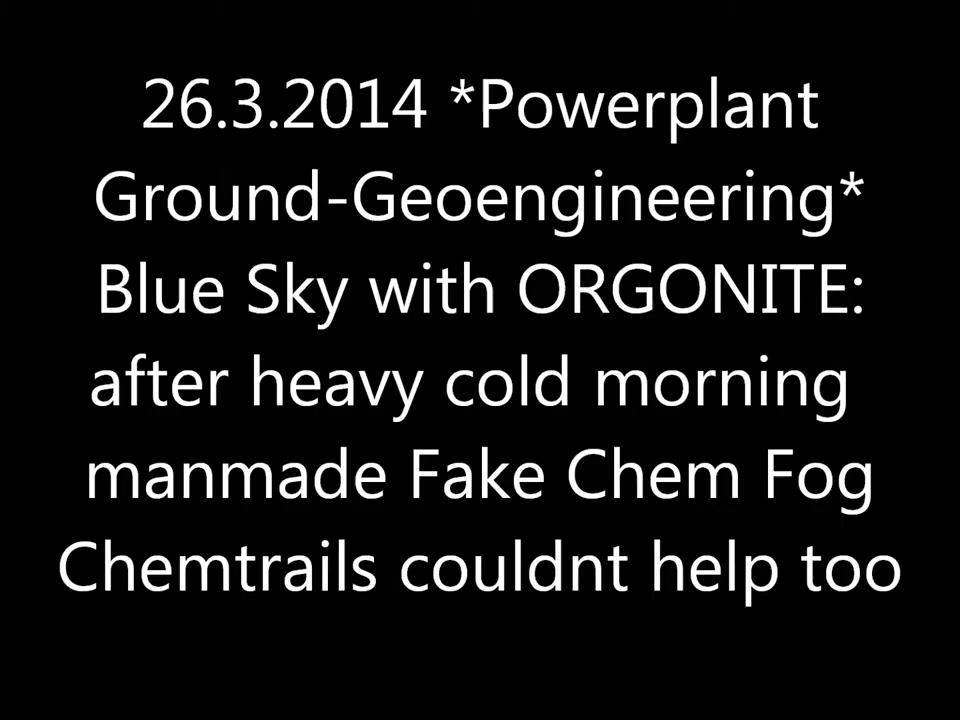 26.3.2014 *Powerplant
Ground-Geoengineering*
Blue Sky with ORGONITE:
after heavy cold morning
manmade Fake Chem Fog
Chemtrails couldnt help too